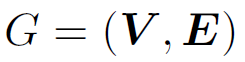 G = (V, E)